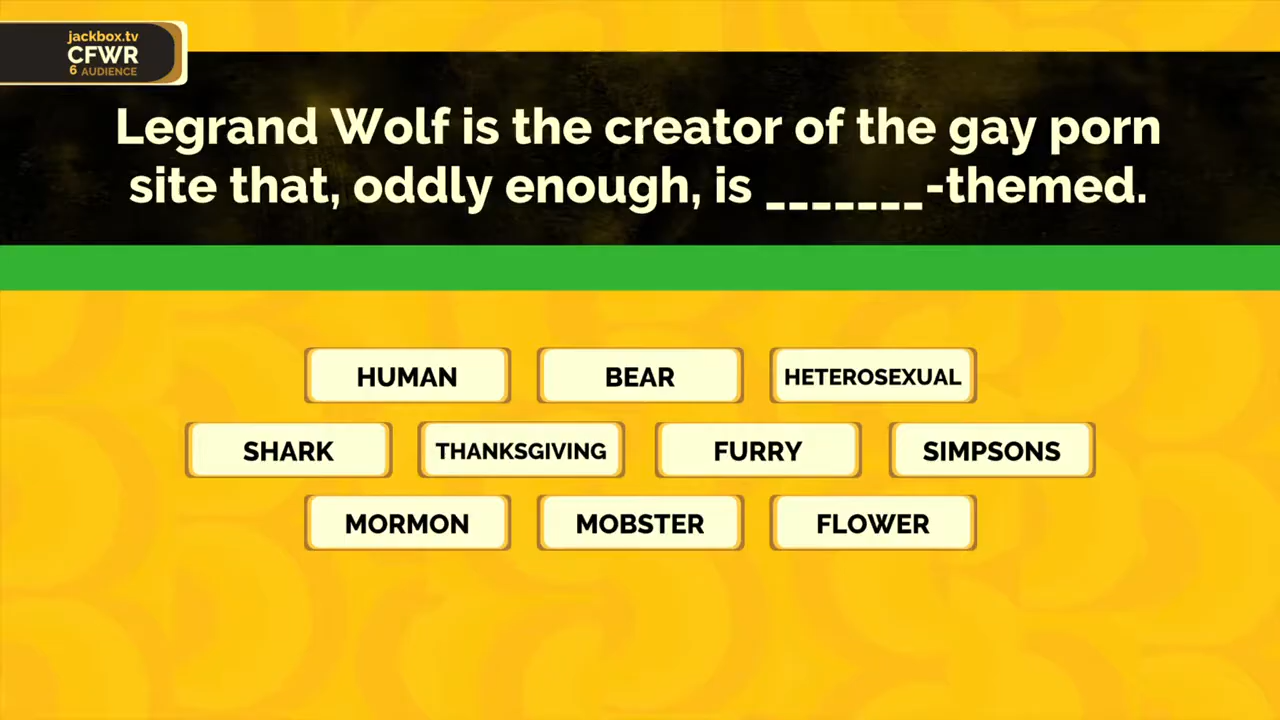 jackbox.tv
CFWR
6 AUDIENCE
Legrand Wolf is the creator of the gay porn
site that, oddly enough, is _______-themed.
HUMAN BEAR HETEROSEXUAL
SHARK THANKSGIVING FURRY SIMPSONS
MORMON MOBSTER FLOWER